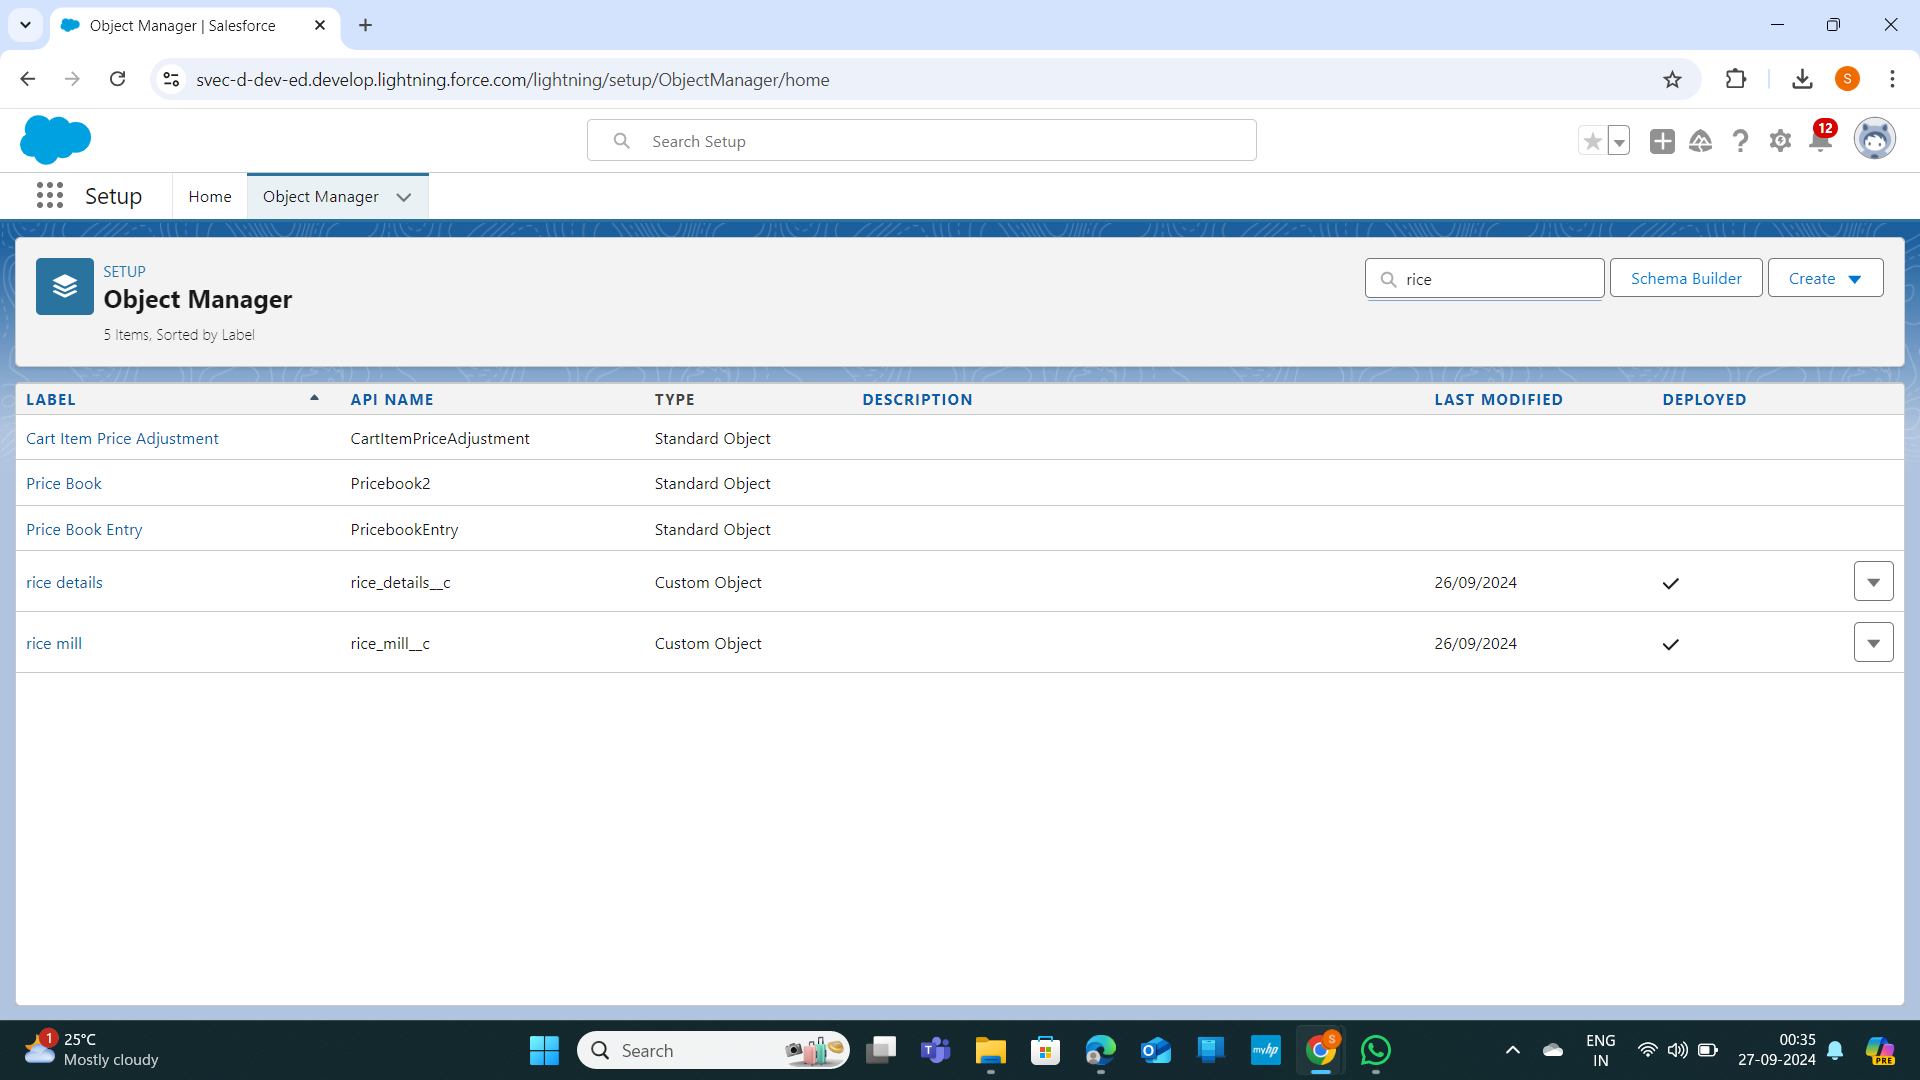 Object Manager | Salesforce
svec-d-dev-ed.develop.lightning.force.com/lightning/setup/ObjectManager/home
S
Search Setup
12
Setup
Home
Object Manager
SETUP
Object Manager
5 Items, Sorted by Label
rice
Schema Builder
Create
LABEL
API NAME
TYPE
DESCRIPTION
LAST MODIFIED
DEPLOYED
Cart Item Price Adjustment
CartItemPriceAdjustment
Standard Object
Price Book
Pricebook2
Standard Object
Price Book Entry
PricebookEntry
Standard Object
rice details
rice_details__c
Custom Object
26/09/2024
rice mill
rice_mill__c
Custom Object
26/09/2024
1
25°C
Mostly cloudy
Search
myhp
S
ENG
IN
00:35
27-09-2024
PRE